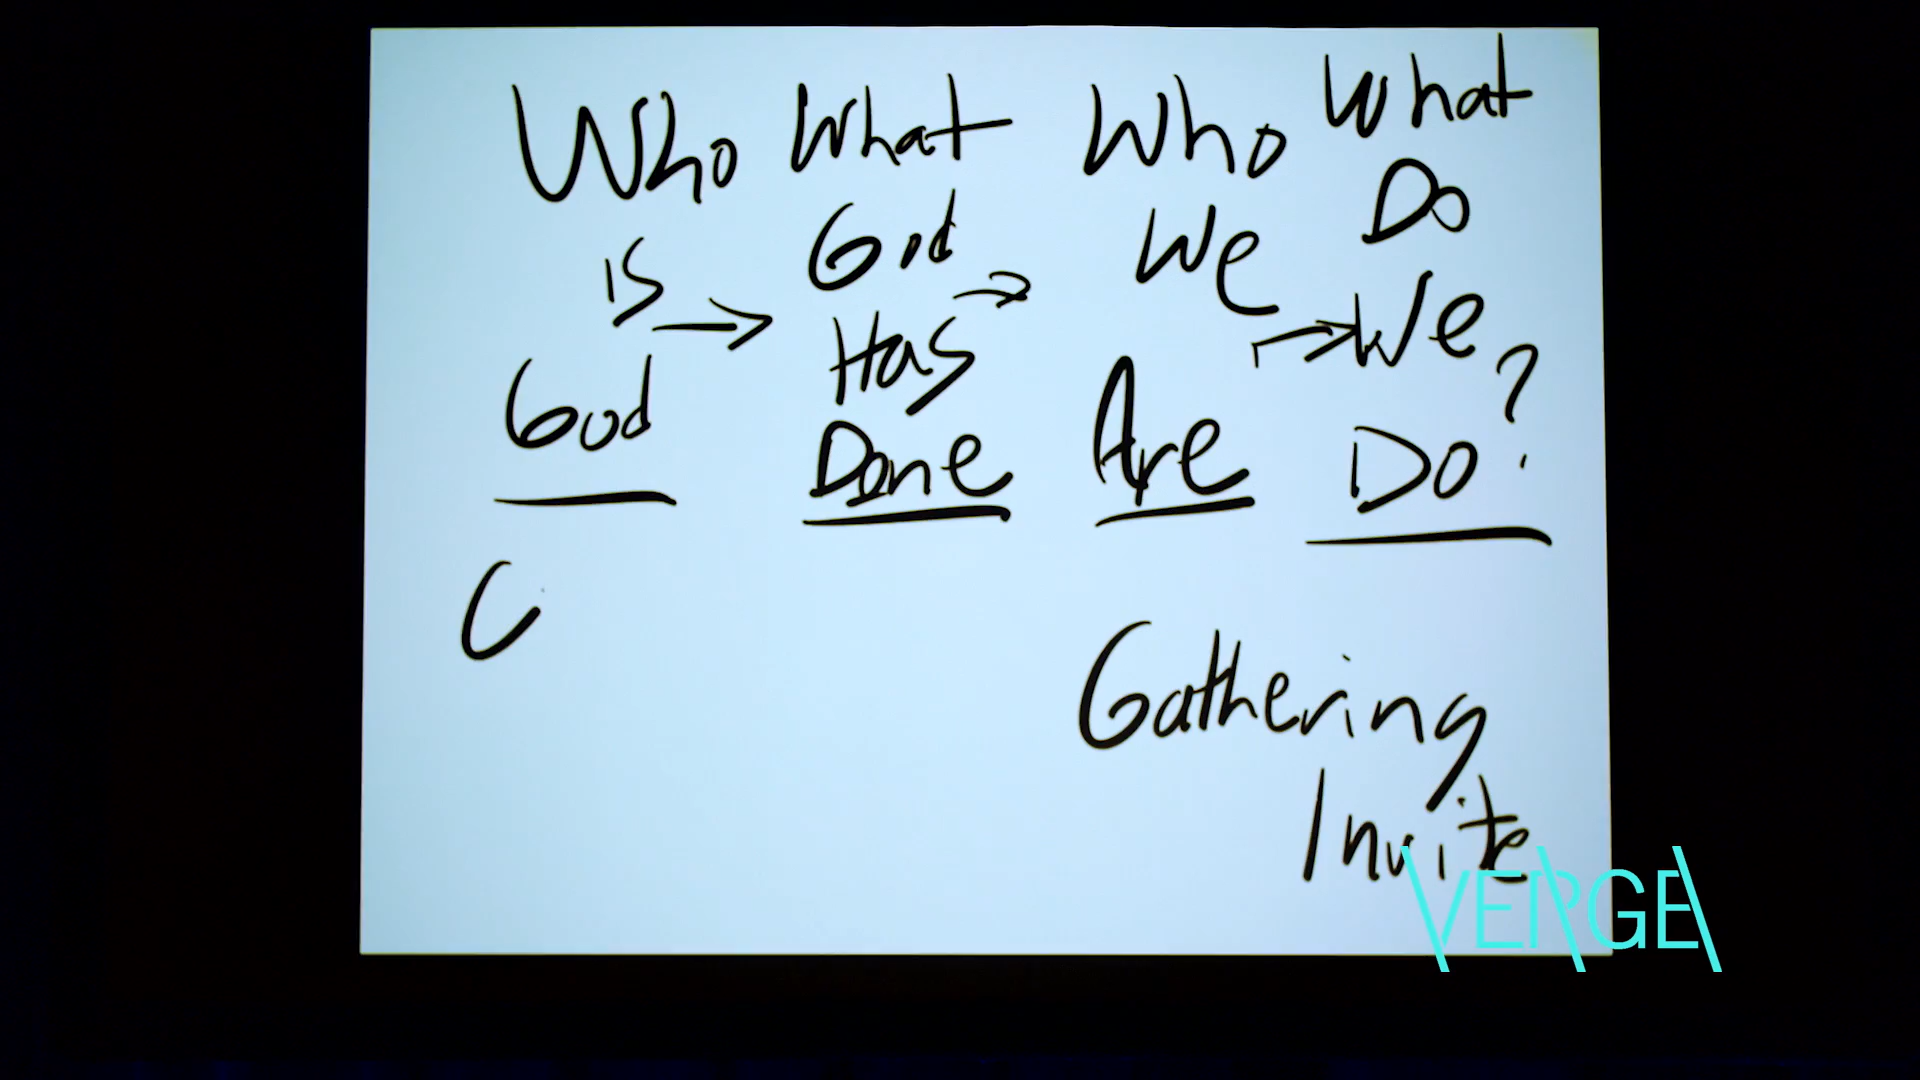 Who
is
God
What
God
Has
Done
Who
We
Are
What
Do
We
Do?
C
Gathering
Invite
VERGE